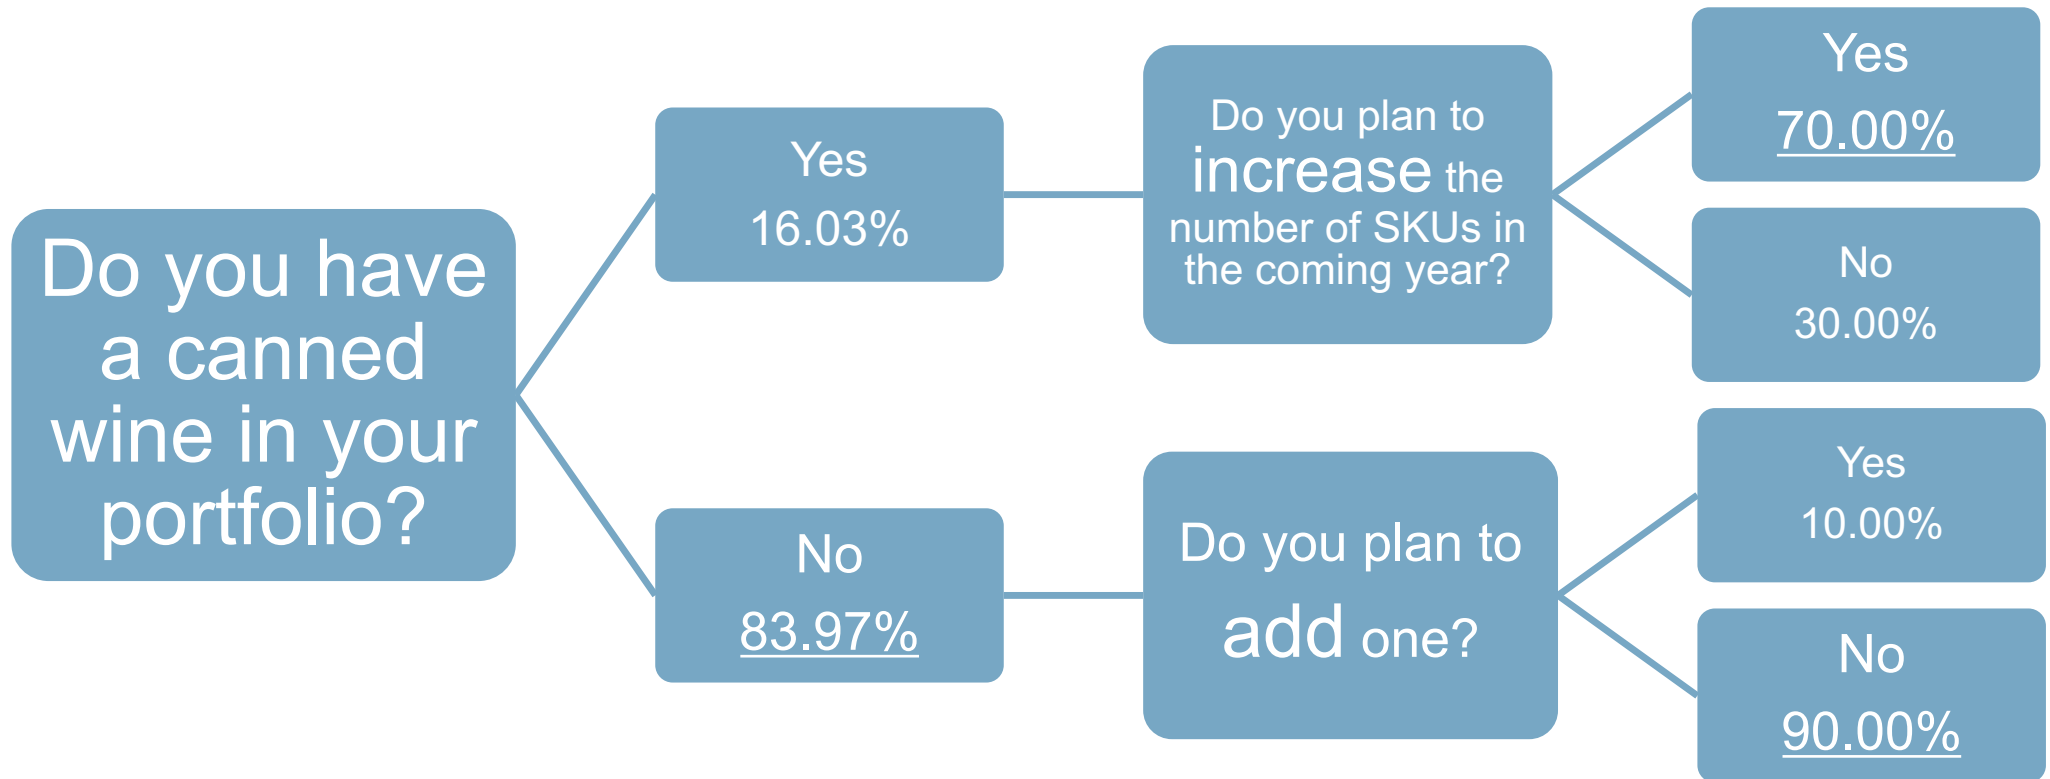 Do you have
a canned
wine in your
portfolio?
Yes
16.03%
No
83.97%
Do you plan to
increase the
number of SKUs in
the coming year?
Yes
70.00%
No
30.00%
Do you plan to
add one?
Yes
10.00%
No
90.00%